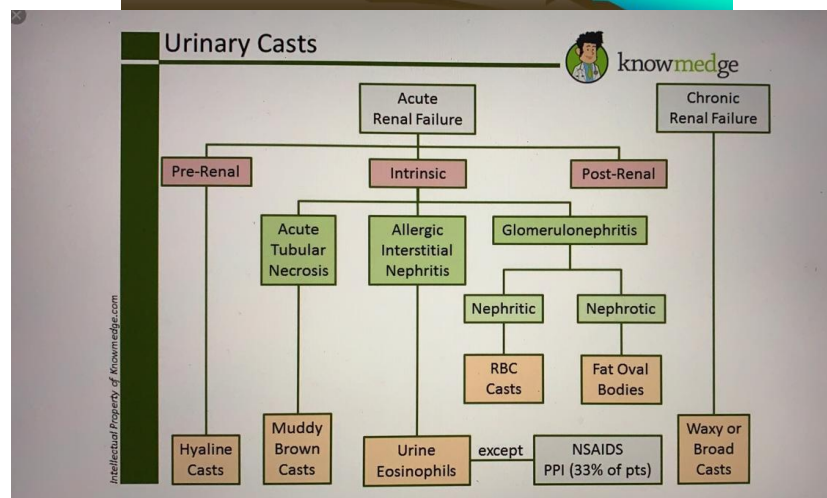 Urinary Casts
knowmedge
Acute
Renal Failure
Chronic
Renal Failure
Pre-Renal
Intrinsic
Post-Renal
Acute
Tubular
Necrosis
Allergic
Interstitial
Nephritis
Glomerulonephritis
Nephritic
Nephrotic
RBC
Casts
Fat Oval
Bodies
Hyaline
Casts
Muddy
Brown
Casts
Urine
Eosinophils
except
NSAIDS
PPI (33% of pts)
Waxy or
Broad
Casts
Intellectual Property of Knowmedge.com